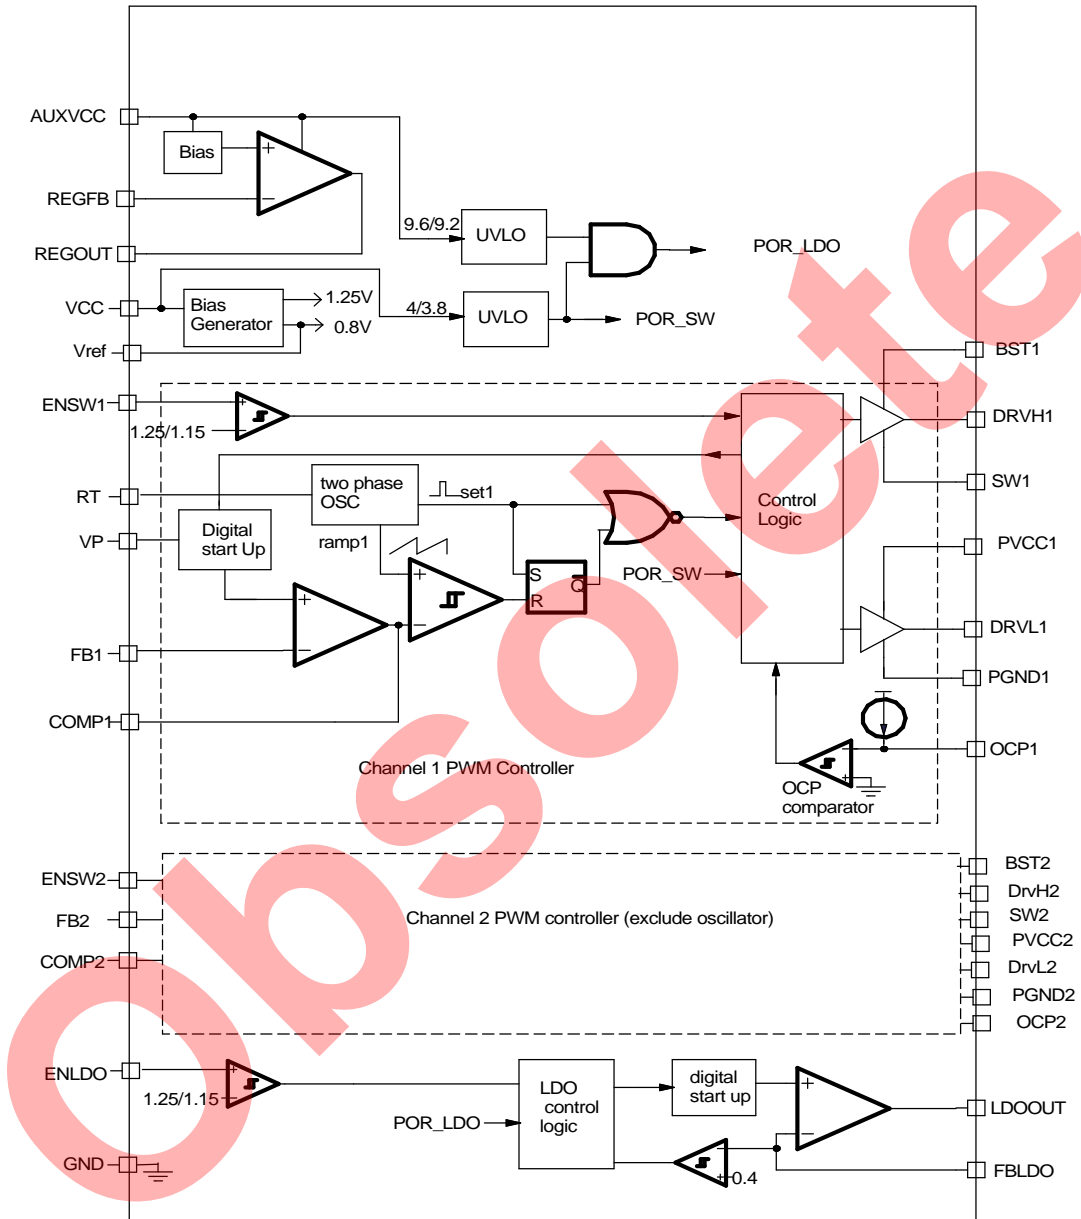 AUXVCC
Bias
+
−
REGFB
REGOUT
9.6/9.2
UVLO
POR_LDO
VCC
Bias
Generator
1.25V
0.8V
4/3.8
UVLO
POR_SW
Vref
BST1
ENSW1
+
1.25/1.15
−
DRVH1
RT
two phase
OSC
set1
Control
Logic
SW1
VP
Digital
start Up
ramp1
PVCC1
+
−
+
−
S
R
Q
POR_SW
DRVL1
FB1
PGND1
COMP1
OCP1
−
+
OCP
comparator
Channel 1 PWM Controller
ENSW2
BST2
DrvH2
FB2
Channel 2 PWM controller (exclude oscillator)
SW2
PVCC2
COMP2
DrvL2
PGND2
OCP2
ENLDO
+
1.25/1.15
−
LDO
control
logic
digital
start up
+
−
LDOOUT
POR_LDO
−
+
0.4
GND
FBLDO
Obsolete